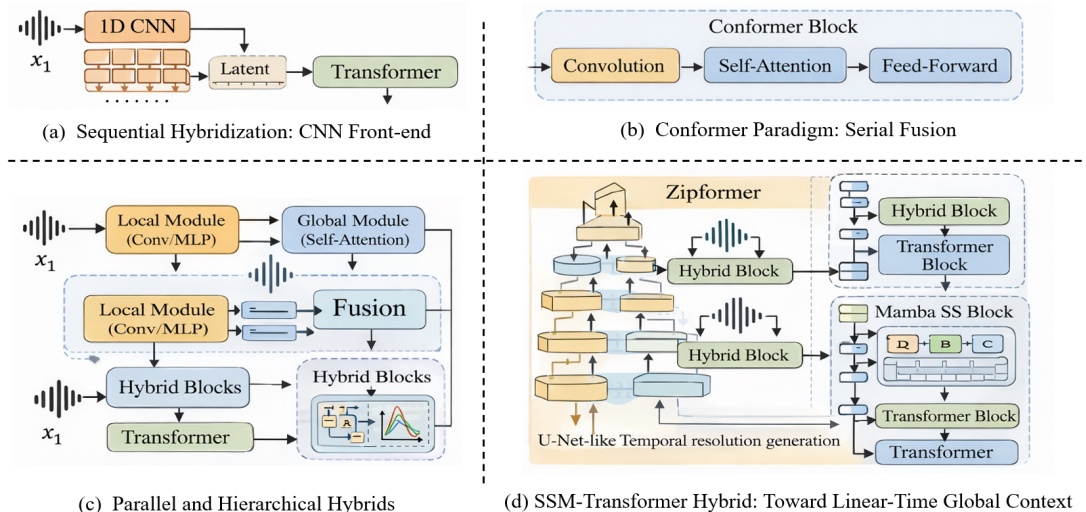 1D CNN
x1
Latent
Transformer
(a) Sequential Hybridization: CNN Front-end
Conformer Block
Convolution
Self-Attention
Feed-Forward
(b) Conformer Paradigm: Serial Fusion
Local Module
(Conv/MLP)
Global Module
(Self-Attention)
x1
Local Module
(Conv/MLP)
Fusion
Hybrid Blocks
x1
Transformer
Hybrid Blocks
A
(c) Parallel and Hierarchical Hybrids
Zipformer
Hybrid Block
Hybrid Block
U-Net-like Temporal resolution generation
Hybrid Block
Transformer
Block
Mamba SS Block
D
B
C
Transformer Block
Transformer
(d) SSM-Transformer Hybrid: Toward Linear-Time Global Context